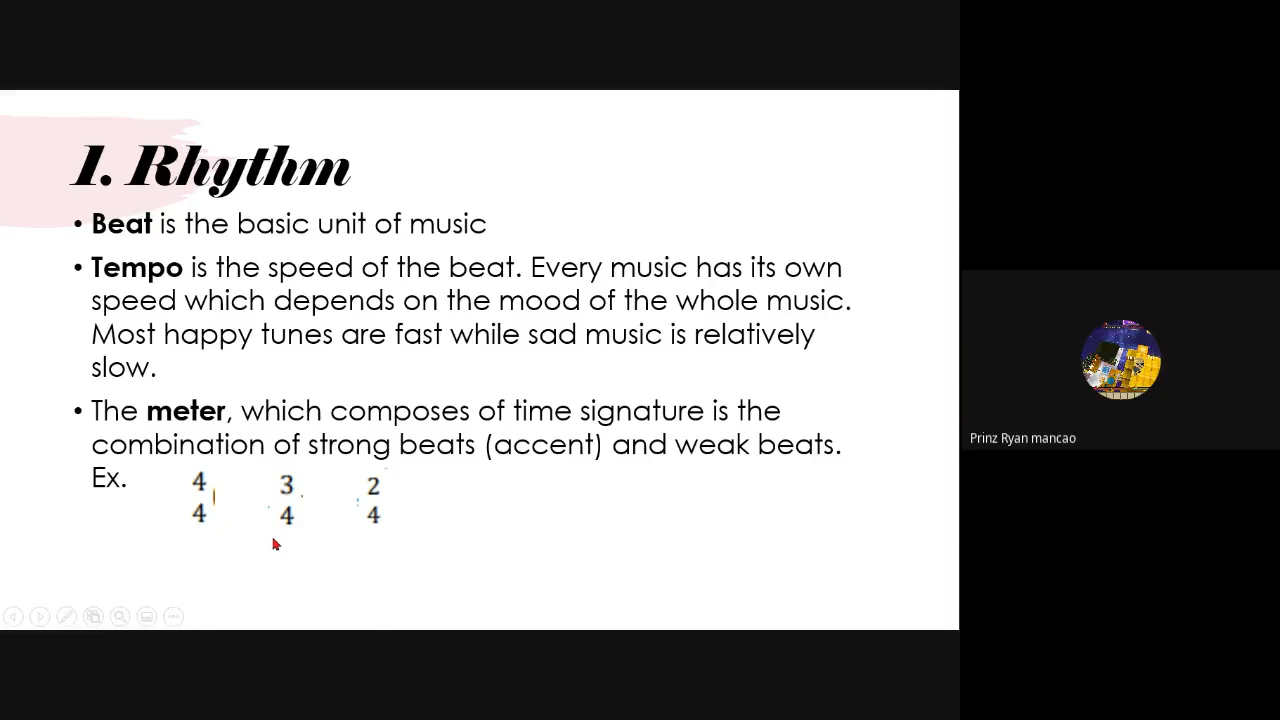 1. Rhythm
• Beat is the basic unit of music
• Tempo is the speed of the beat. Every music has its own
speed which depends on the mood of the whole music.
Most happy tunes are fast while sad music is relatively
slow.
• The meter, which composes of time signature is the
combination of strong beats (accent) and weak beats.
Ex.
4 3 2
4 4 4
Prinz Ryan mancao